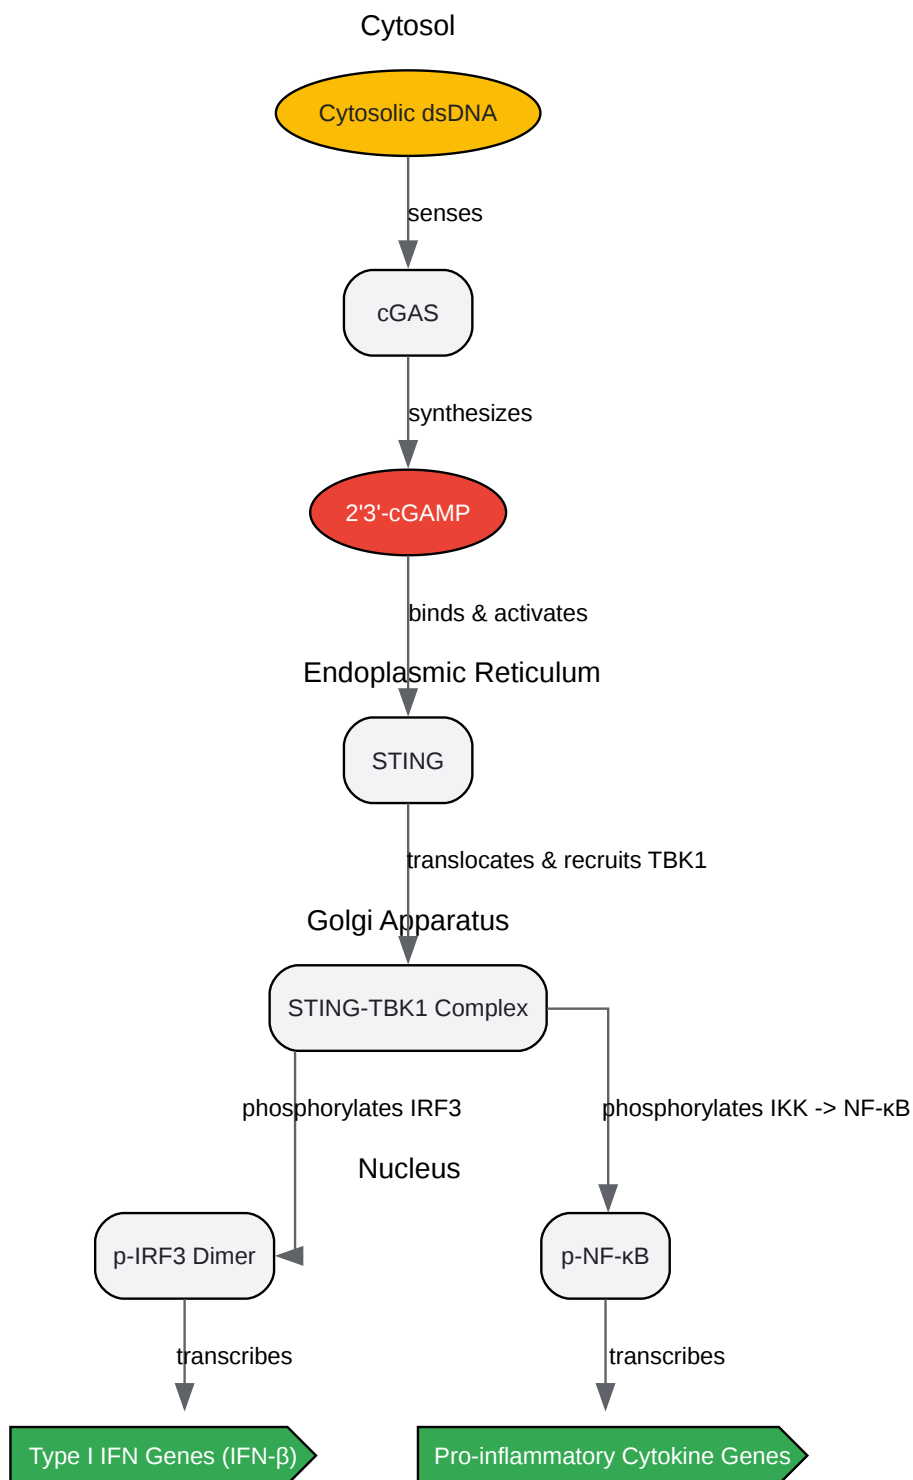 Cytosol
Cytosolic dsDNA
senses
cGAS
synthesizes
2'3'-cGAMP
binds & activates
Endoplasmic Reticulum
STING
translocates & recruits TBK1
Golgi Apparatus
STING-TBK1 Complex
phosphorylates IRF3
phosphorylates IKK -> NF-κB
Nucleus
p-IRF3 Dimer
p-NF-κB
transcribes
transcribes
Type I IFN Genes (IFN-β)
Pro-inflammatory Cytokine Genes